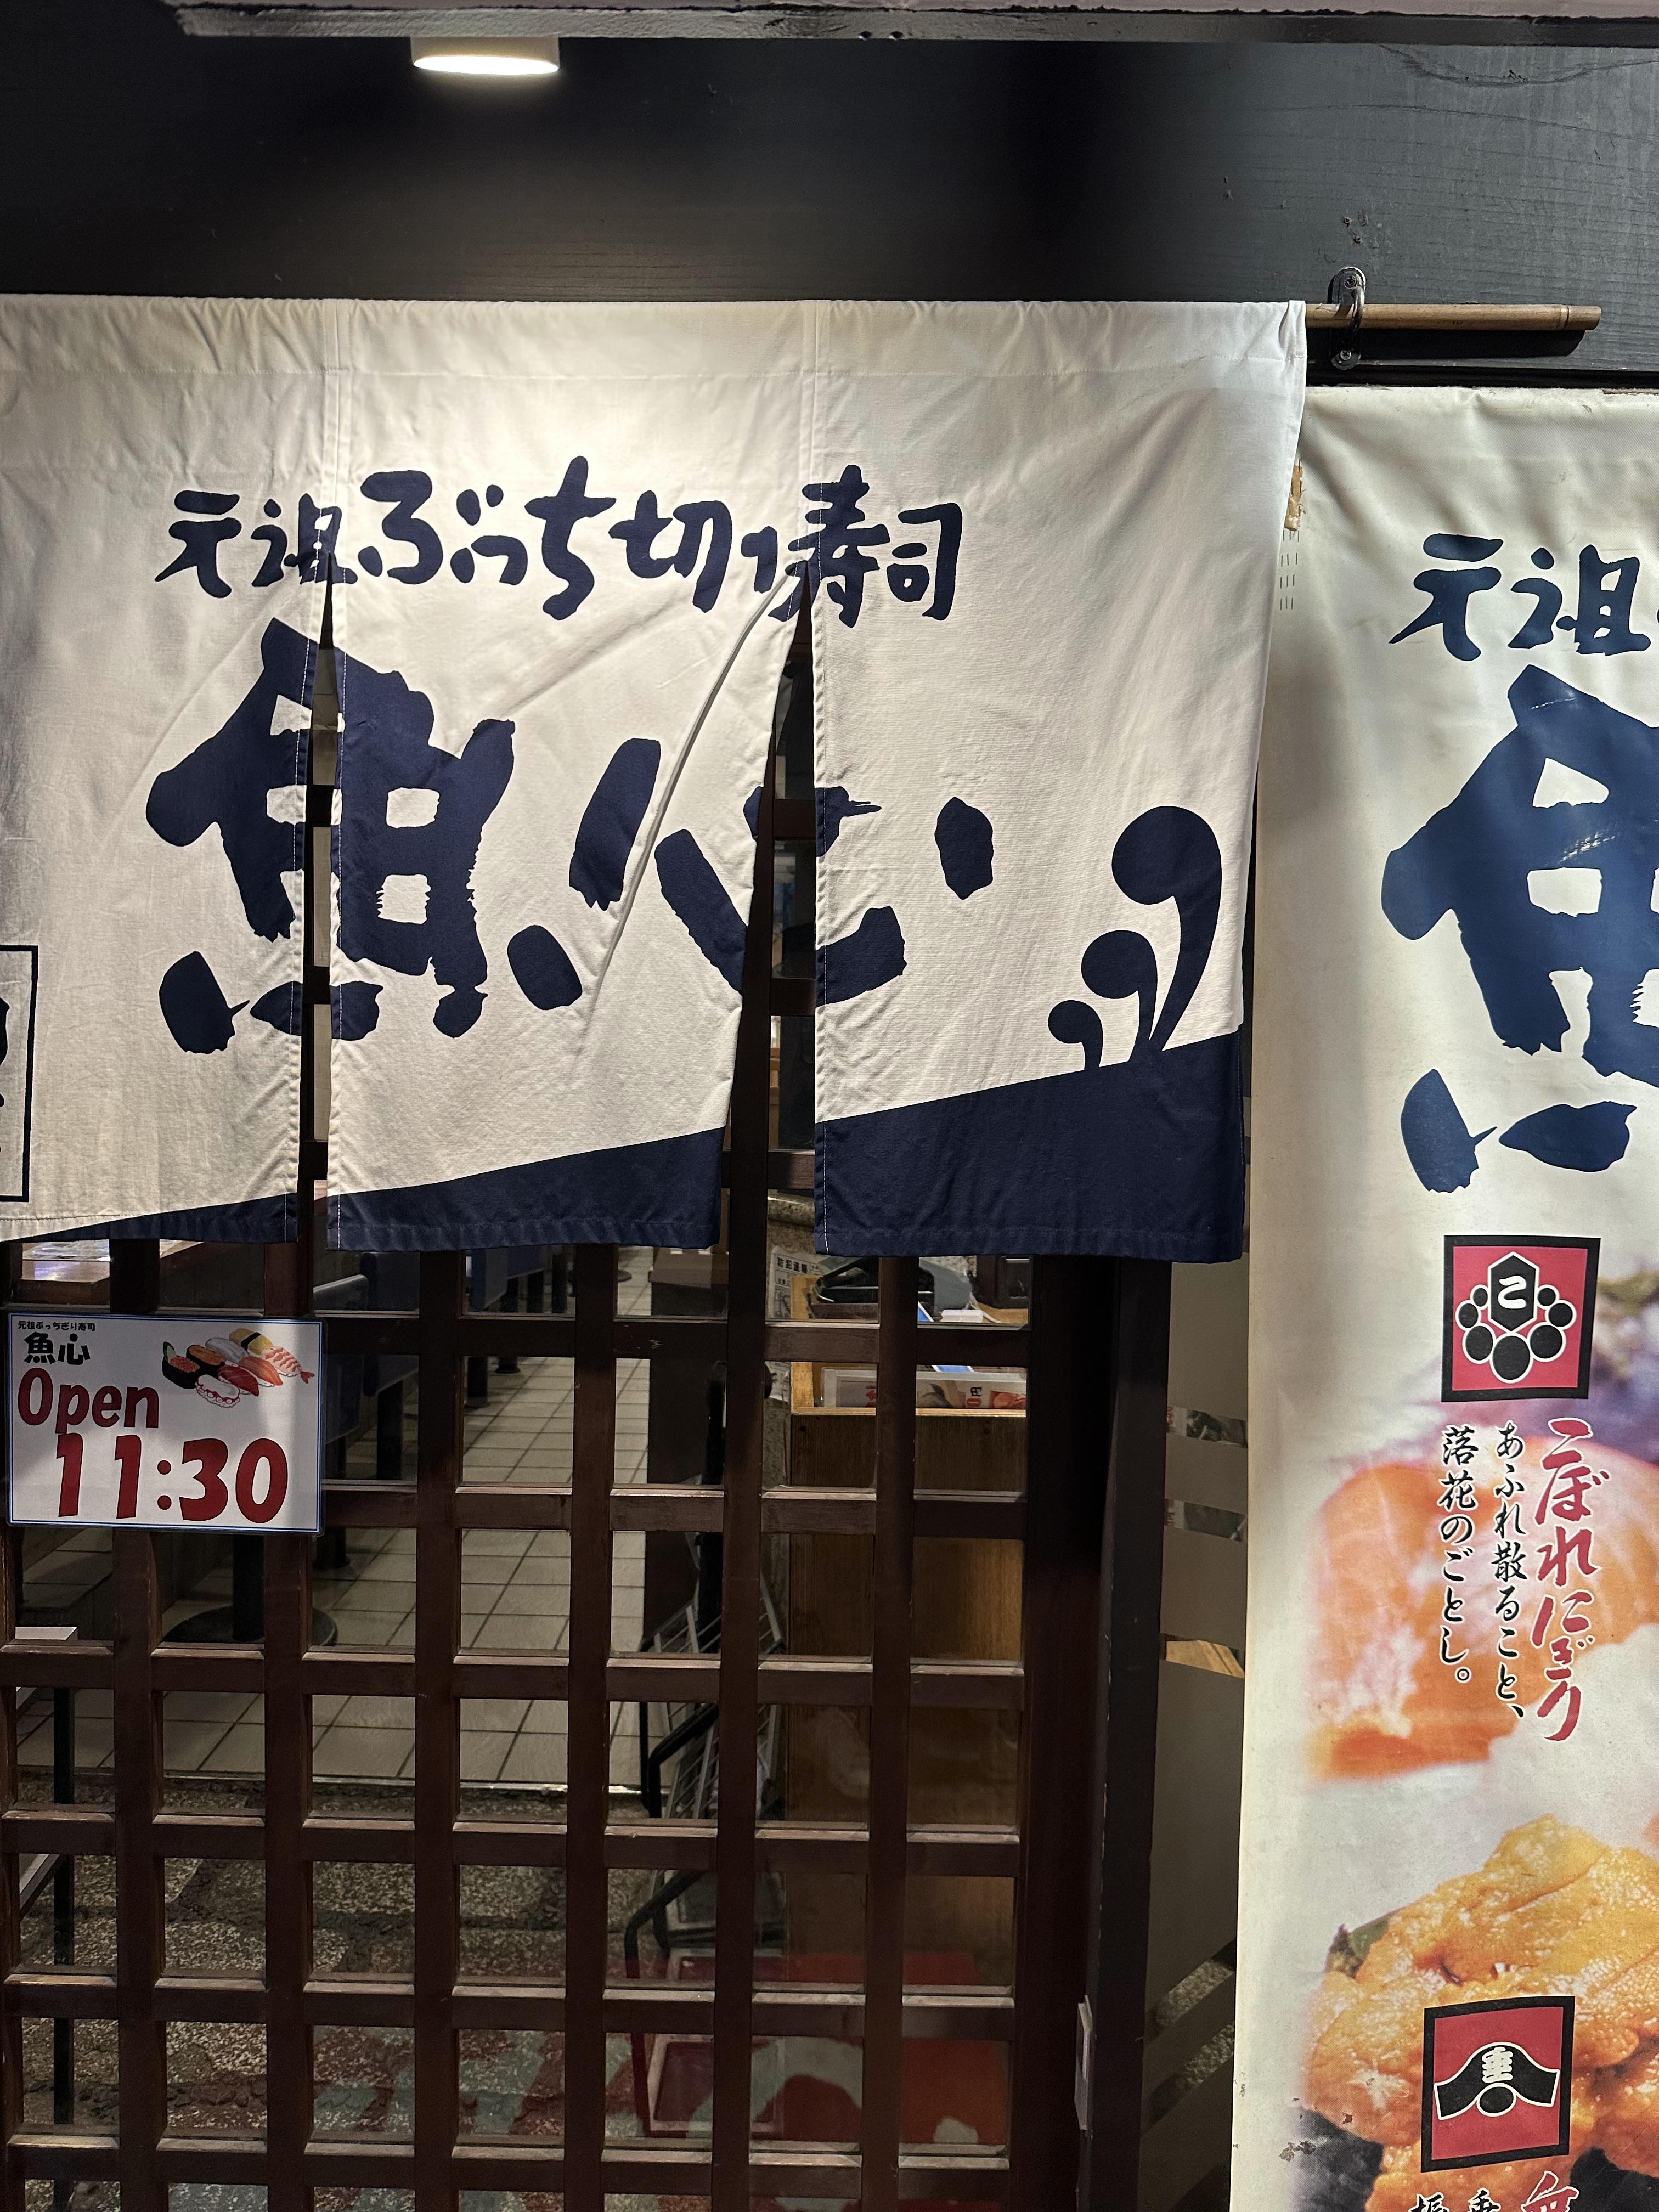 元祖ぶっち切り寿司
魚心
元祖ぶっちぎり寿司
魚心
Open
11:30
元祖
魚
こ
こぼれにぎり
あふれ散ること、
落花のごとし。
垂